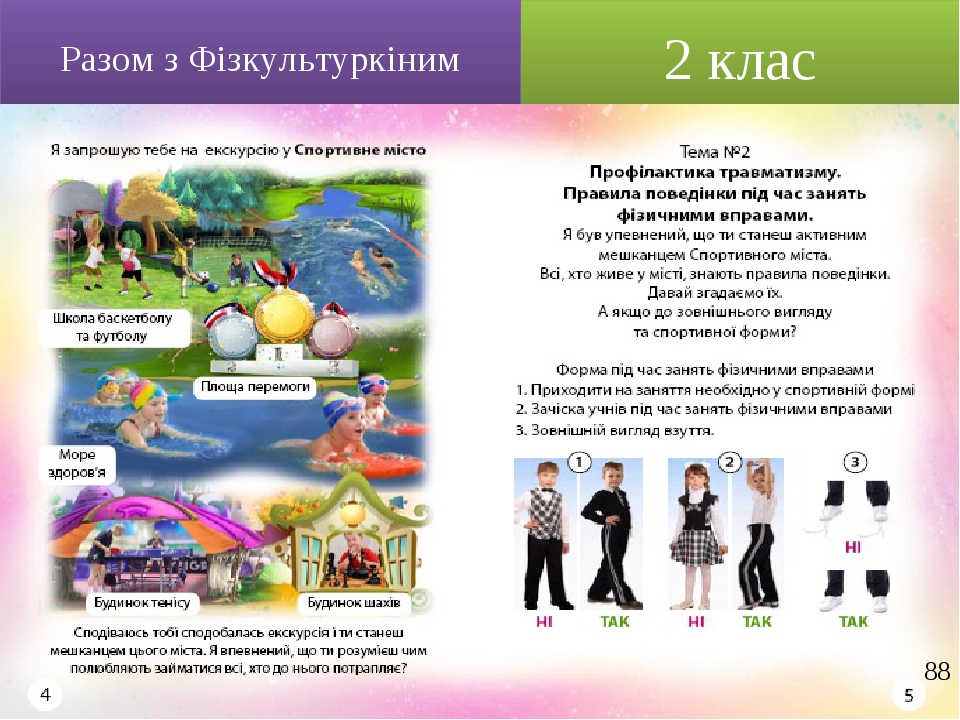 Разом з Фізкультуркіним
2 клас
Я запрошую тебе на екскурсію у Спортивне місто
Школа баскетболу
та футболу
Площа перемоги
Море
здоров'я
Будинок тенісу
Будинок шахів
Сподіваюсь тобі сподобалась екскурсія і ти станеш
мешканцем цього міста. Я впевнений, що ти розумієш чим
полюбляють займатися всі, хто до нього потрапляє?
4
Тема №2
Профілактика травматизму.
Правила поведінки під час занять
фізичними вправами.
Я був упевнений, що ти станеш активним
мешканцем Спортивного міста.
Всі, хто живе у місті, знають правила поведінки.
Давай згадаємо їх.
А якщо до зовнішнього вигляду
та спортивної форми?
Форма під час занять фізичними вправами
1. Приходити на заняття необхідно у спортивній формі
2. Зачіска учнів під час занять фізичними вправами
3. Зовнішній вигляд взуття.
1 2 3
НІ
НІ ТАК НІ ТАК ТАК
88
5